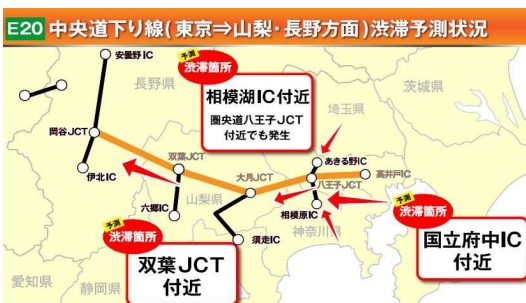 E20 中央道下り線(東京⇒山梨・長野方面)渋滞予測状況
安曇野IC
長野県
予測
渋滞箇所
相模湖IC付近
圏央道八王子JCT
付近でも発生
埼玉県
茨城県
岡谷JCT
双葉JCT
大月JCT
あきる野IC
高井戸IC
八王子JCT
伊北IC
六郷IC
山梨県
相模原IC
須走IC
神奈川県
予測
渋滞箇所
国立府中IC
付近
予測
渋滞箇所
双葉JCT
付近
愛知県
静岡県